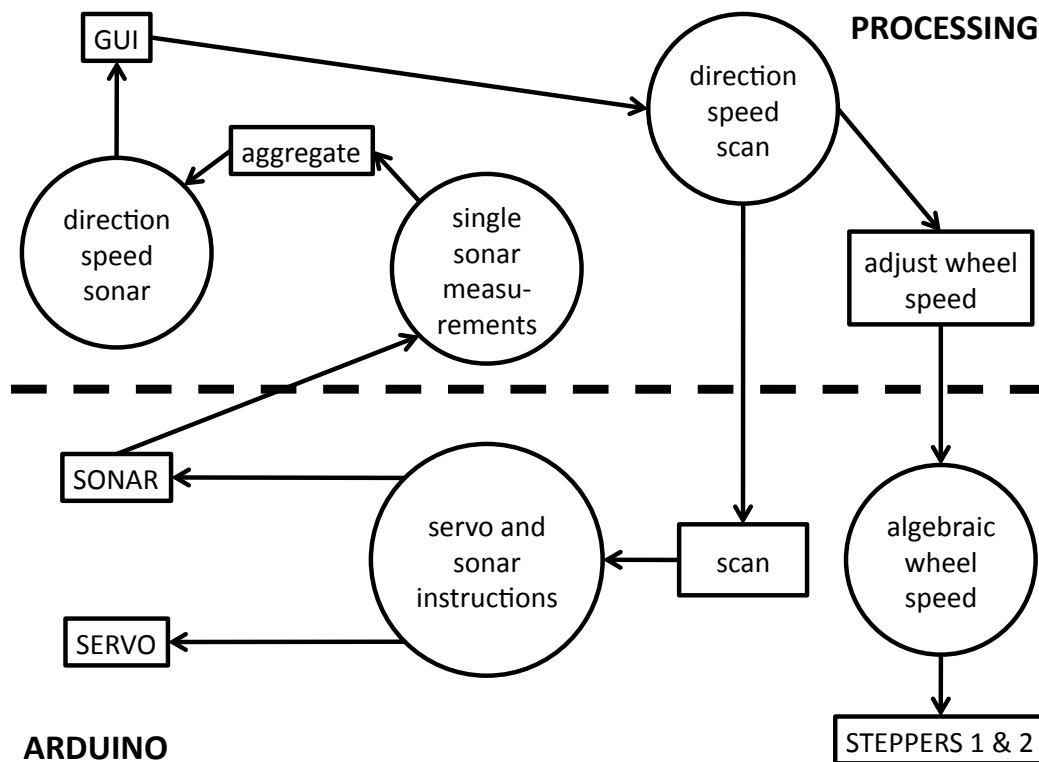 PROCESSING
GUI
direction
speed
scan
aggregate
direction
speed
sonar
single
sonar
measu-
rements
adjust wheel
speed
SONAR
servo and
sonar
instructions
scan
algebraic
wheel
speed
SERVO
ARDUINO
STEPPERS 1 & 2